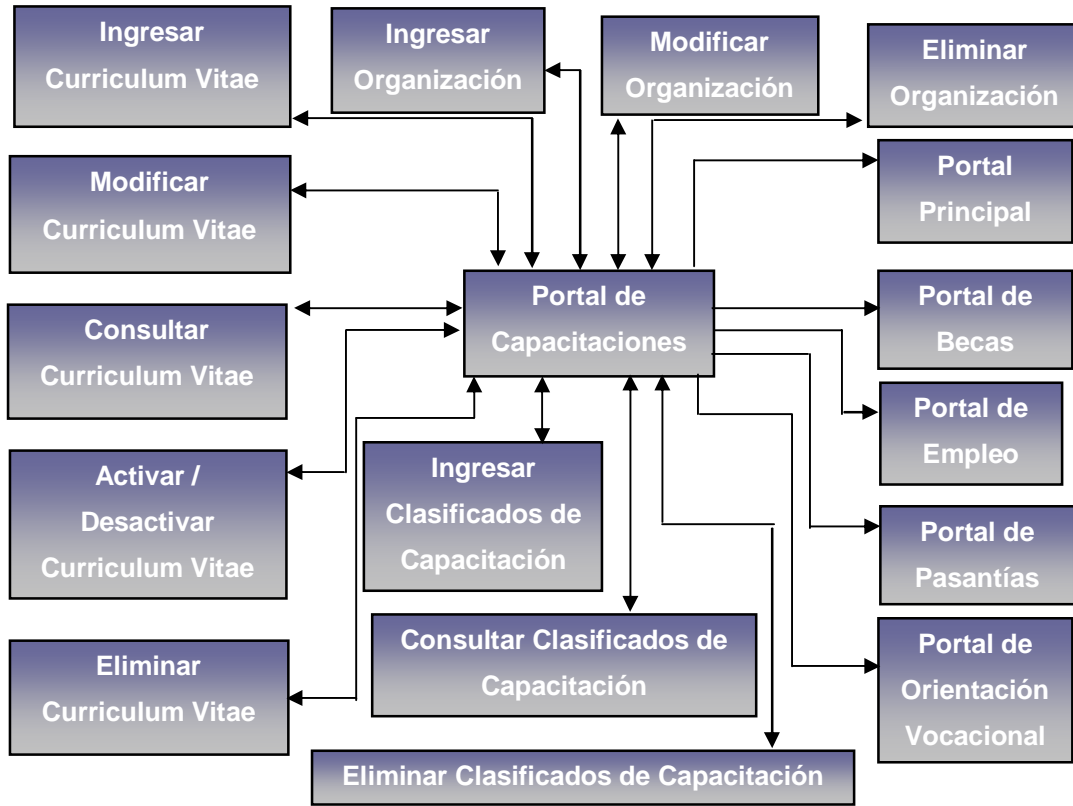 Ingresar
Curriculum Vitae
Ingresar
Organización
Modificar
Organización
Eliminar
Organización
Modificar
Curriculum Vitae
Portal
Principal
Consultar
Curriculum Vitae
Portal de
Capacitaciones
Portal de
Becas
Portal de
Empleo
Activar /
Desactivar
Curriculum Vitae
Ingresar
Clasificados de
Capacitación
Portal de
Pasantías
Eliminar
Curriculum Vitae
Consultar Clasificados de
Capacitación
Portal de
Orientación
Vocacional
Eliminar Clasificados de Capacitación